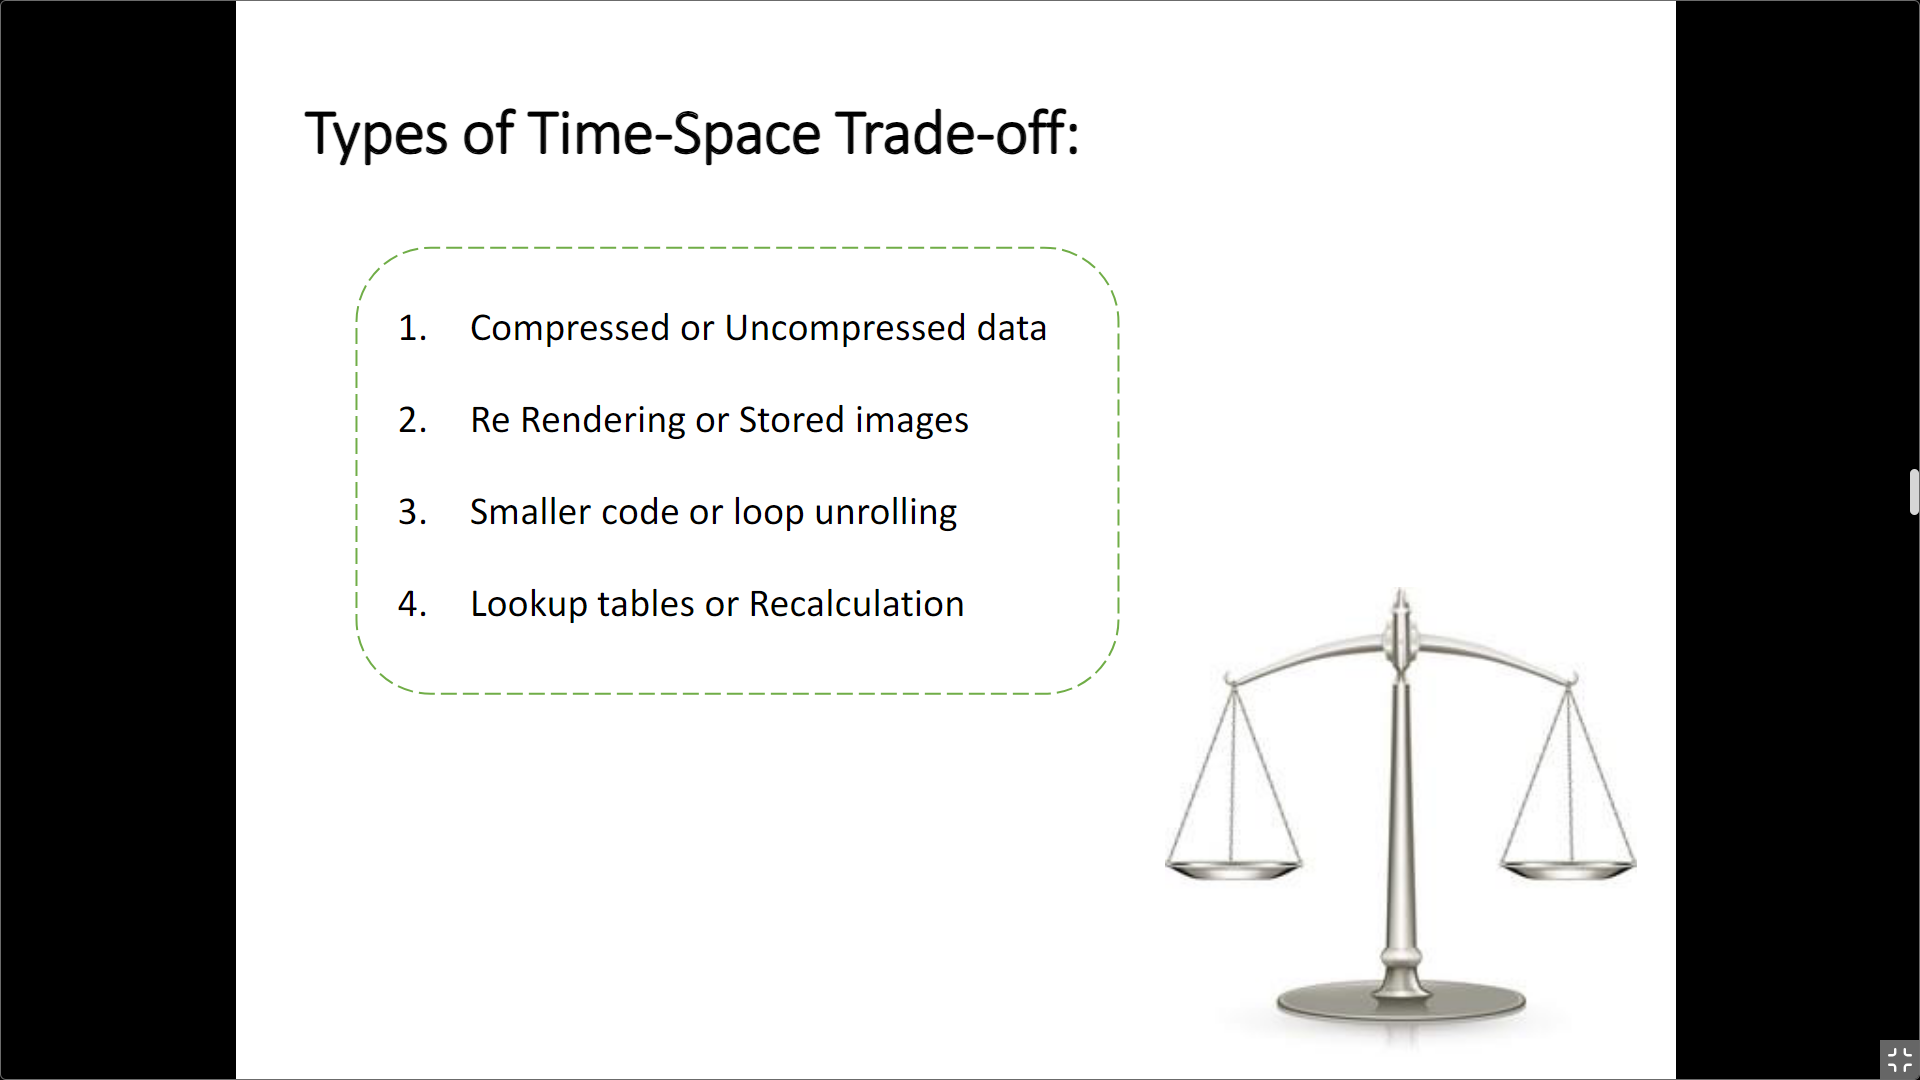 Types of Time-Space Trade-off:
1. Compressed or Uncompressed data
2. Re Rendering or Stored images
3. Smaller code or loop unrolling
4. Lookup tables or Recalculation